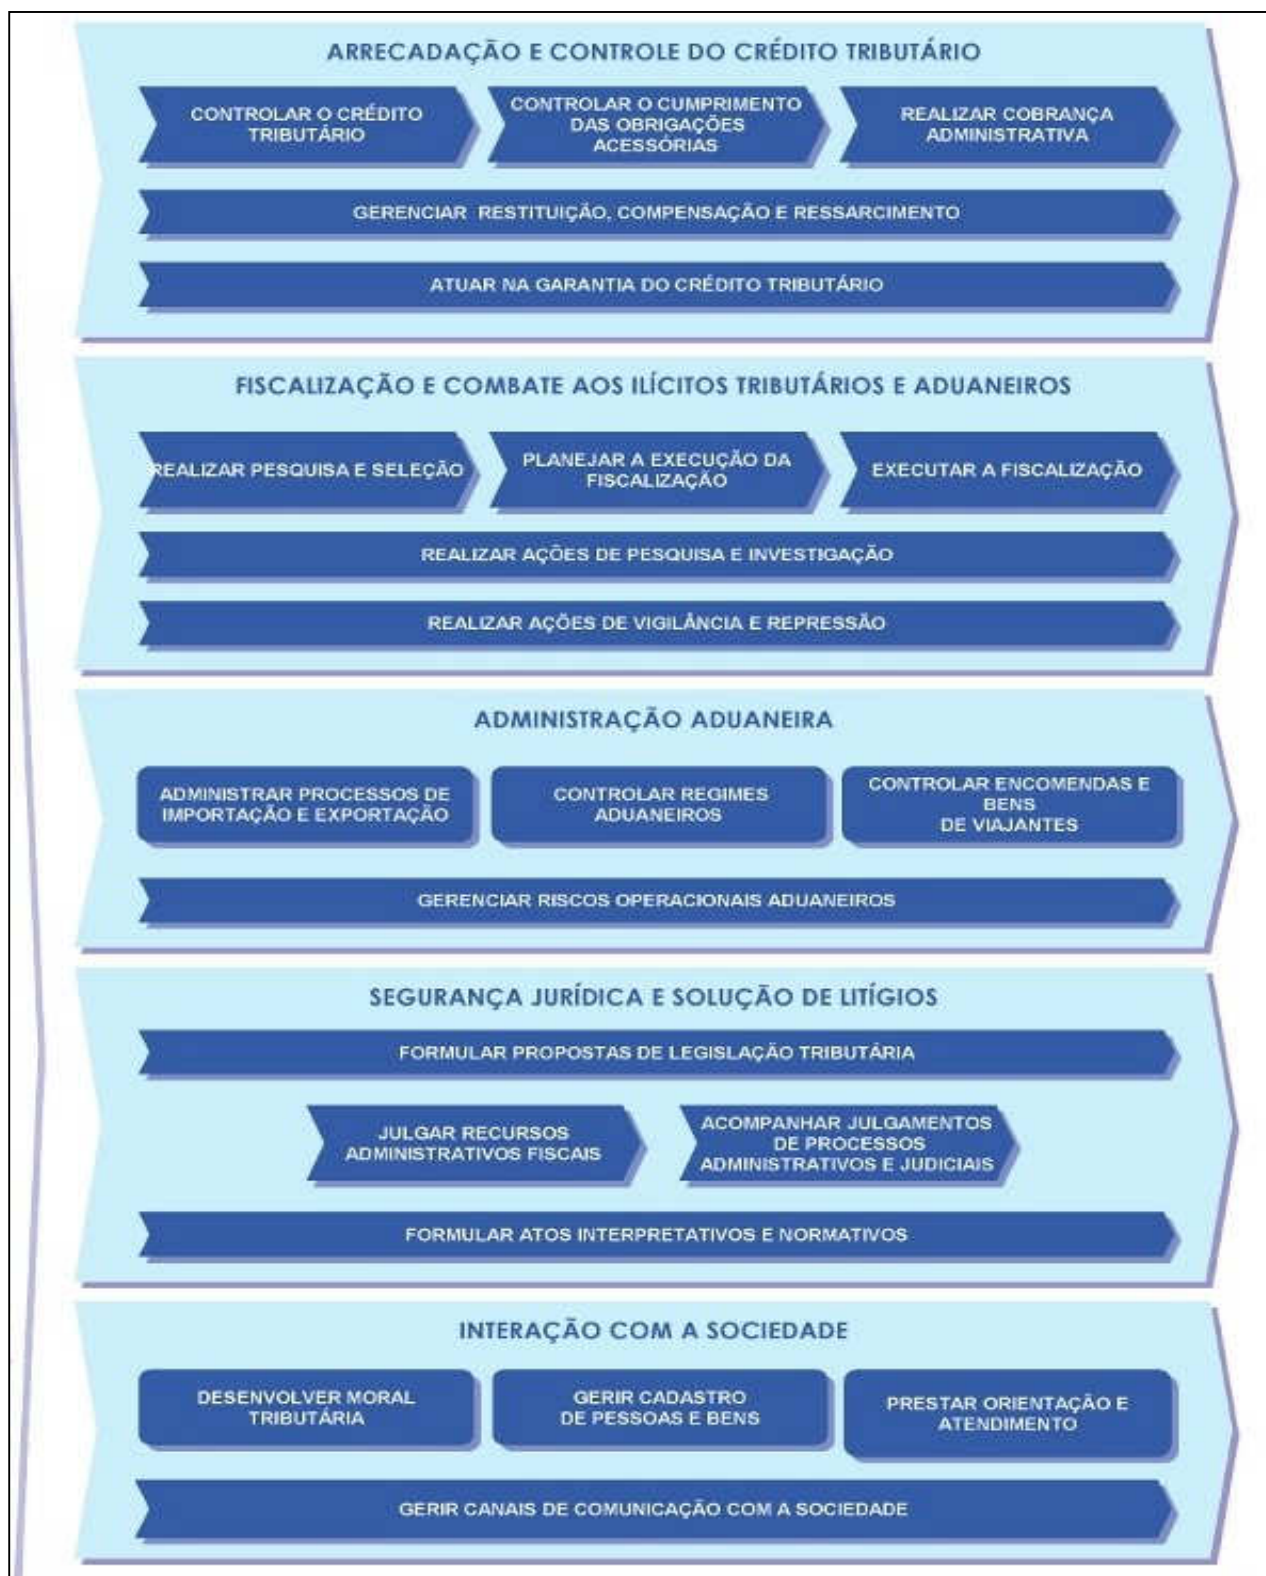 ARRECADAÇÃO E CONTROLE DO CRÉDITO TRIBUTÁRIO
CONTROLAR O CRÉDITO
TRIBUTÁRIO
CONTROLAR O CUMPRIMENTO
DAS OBRIGAÇÕES
ACESSÓRIAS
REALIZAR COBRANÇA
ADMINISTRATIVA
GERENCIAR RESTITUIÇÃO, COMPENSAÇÃO E RESSARCIMENTO
ATUAR NA GARANTIA DO CRÉDITO TRIBUTÁRIO
FISCALIZAÇÃO E COMBATE AOS ILÍCITOS TRIBUTÁRIOS E ADUANEIROS
REALIZAR PESQUISA E SELEÇÃO
PLANEJAR A EXECUÇÃO DA
FISCALIZAÇÃO
EXECUTAR A FISCALIZAÇÃO
REALIZAR AÇÕES DE PESQUISA E INVESTIGAÇÃO
REALIZAR AÇÕES DE VIGILÂNCIA E REPRESSÃO
ADMINISTRAÇÃO ADUANEIRA
ADMINISTRAR PROCESSOS DE
IMPORTAÇÃO E EXPORTAÇÃO
CONTROLAR REGIMES
ADUANEIROS
CONTROLAR ENCOMENDAS E
BENS
DE VIAJANTES
GERENCIAR RISCOS OPERACIONAIS ADUANEIROS
SEGURANÇA JURÍDICA E SOLUÇÃO DE LITÍGIOS
FORMULAR PROPOSTAS DE LEGISLAÇÃO TRIBUTÁRIA
JULGAR RECURSOS
ADMINISTRATIVOS FISCAIS
ACOMPANHAR JULGAMENTOS
DE PROCESSOS
ADMINISTRATIVOS E JUDICIAIS
FORMULAR ATOS INTERPRETATIVOS E NORMATIVOS
INTERAÇÃO COM A SOCIEDADE
DESENVOLVER MORAL
TRIBUTÁRIA
GERIR CADASTRO
DE PESSOAS E BENS
PRESTAR ORIENTAÇÃO E
ATENDIMENTO
GERIR CANAIS DE COMUNICAÇÃO COM A SOCIEDADE